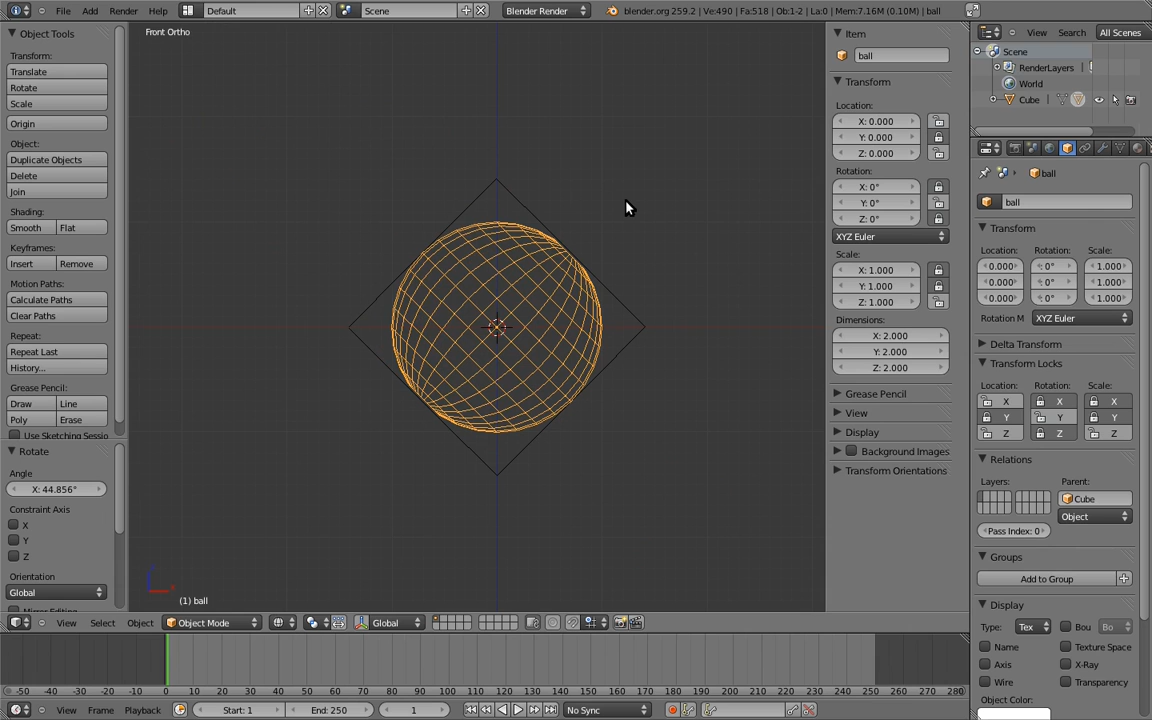 File Add Render Help Default Scene Blender Render blender.org 259.2 | Ve:490 | Fa:518 | Ob:1-2 | La:0 | Mem:7.16M (0.10M) | ball
Object Tools
Transform:
Translate
Rotate
Scale
Origin
Object:
Duplicate Objects
Delete
Join
Shading:
Smooth Flat
Keyframes:
Insert Remove
Motion Paths:
Calculate Paths
Clear Paths
Repeat:
Repeat Last
History...
Grease Pencil:
Draw Line
Poly Erase
Use Sketching Sessio
Rotate
Angle
X: 44.856°
Constraint Axis
X
Y
Z
Orientation
Global
Front Ortho
(1) ball
Item
ball
Transform
Location:
X: 0.000
Y: 0.000
Z: 0.000
Rotation:
X: 0°
Y: 0°
Z: 0°
XYZ Euler
Scale:
X: 1.000
Y: 1.000
Z: 1.000
Dimensions:
X: 2.000
Y: 2.000
Z: 2.000
Grease Pencil
View
Display
Background Images
Transform Orientations
View Search All Scenes
Scene
RenderLayers |
World
Cube |
ball
ball
Transform
Location: Rotation: Scale:
0.000 0° 1.000
0.000 0° 1.000
0.000 0° 1.000
Rotation M XYZ Euler
Delta Transform
Transform Locks
Location: Rotation: Scale:
X X X
Y Y Y
Z Z Z
Relations
Layers: Parent:
Cube
Object
Pass Index: 0
Groups
Add to Group
Display
Type: Tex Bou Bo
Name Texture Space
Axis X-Ray
Wire Transparency
Object Color:
View Select Object Object Mode Global
-50 -40 -30 -20 -10 0 10 20 30 40 50 60 70 80 90 100 110 120 130 140 150 160 170 180 190 200 210 220 230 240 250 260 270 280
View Frame Playback Start: 1 End: 250 1 No Sync